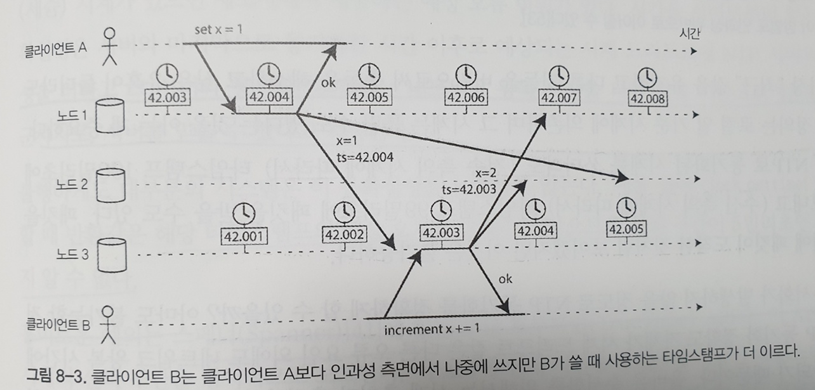 set x = 1
클라이언트 A
시간
ok
42.003
42.004
42.005
42.006
42.007
42.008
노드 1
x=1
ts=42.004
x=2
ts=42.003
노드 2
42.001
42.002
42.003
42.004
42.005
노드 3
ok
클라이언트 B
increment x += 1
그림 8-3. 클라이언트 B는 클라이언트 A보다 인과성 측면에서 나중에 쓰지만 B가 쓸 때 사용하는 타임스탬프가 더 이르다.